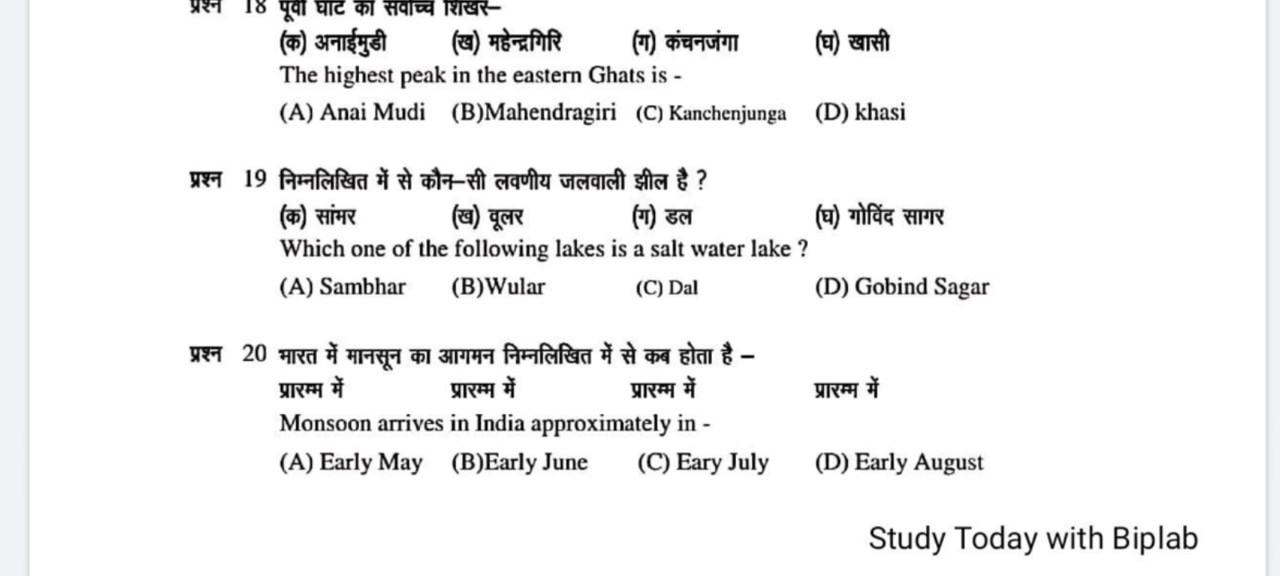 प्रश्न 18 पूर्वी घाट का सर्वोच्च शिखर–
(क) अनाईमुडी (ख) महेन्द्रगिरि (ग) कंचनजंगा (घ) खासी
The highest peak in the eastern Ghats is -
(A) Anai Mudi (B)Mahendragiri (C) Kanchenjunga (D) khasi
प्रश्न 19 निम्नलिखित में से कौन–सी लवणीय जलवाली झील है ?
(क) सांभर (ख) वूलर (ग) डल (घ) गोविंद सागर
Which one of the following lakes is a salt water lake ?
(A) Sambhar (B)Wular (C) Dal (D) Gobind Sagar
प्रश्न 20 भारत में मानसून का आगमन निम्नलिखित में से कब होता है –
प्रारम्भ में प्रारम्भ में प्रारम्भ में प्रारम्भ में
Monsoon arrives in India approximately in -
(A) Early May (B)Early June (C) Eary July (D) Early August
Study Today with Biplab